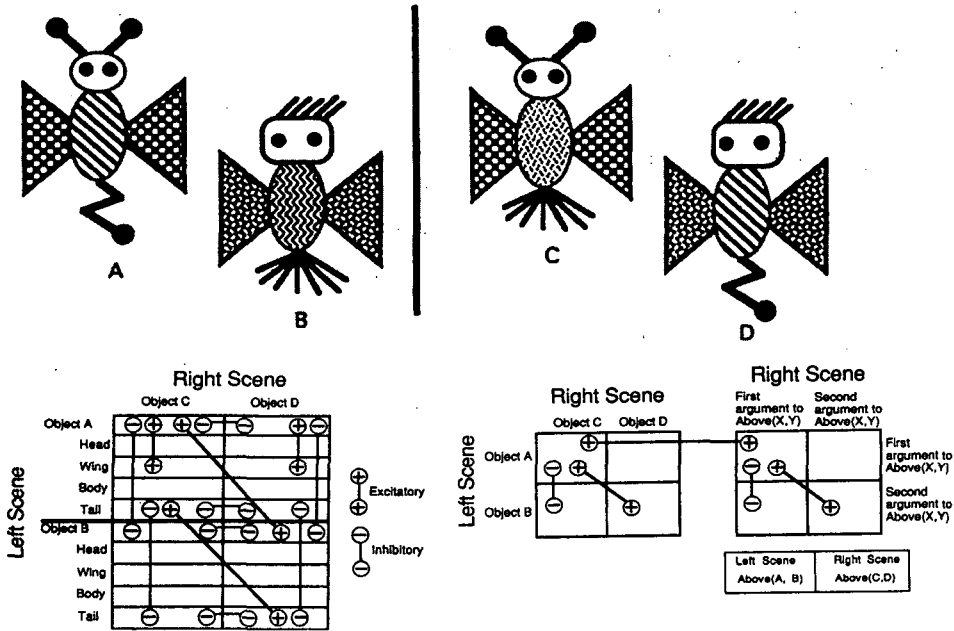 A
B
C
D
Right Scene
Object C
Object D
Left Scene
Object A
Head
Wing
Body
Tail
Object B
Head
Wing
Body
Tail
Excitatory
Inhibitory
Right Scene
Object C
Object D
Left Scene
Object A
Object B
Right Scene
First
argument to
Above(X,Y)
Second
argument to
Above(X,Y)
First
argument to
Above(X,Y)
Second
argument to
Above(X,Y)
Left Scene
Above(A, B)
Right Scene
Above(C,D)